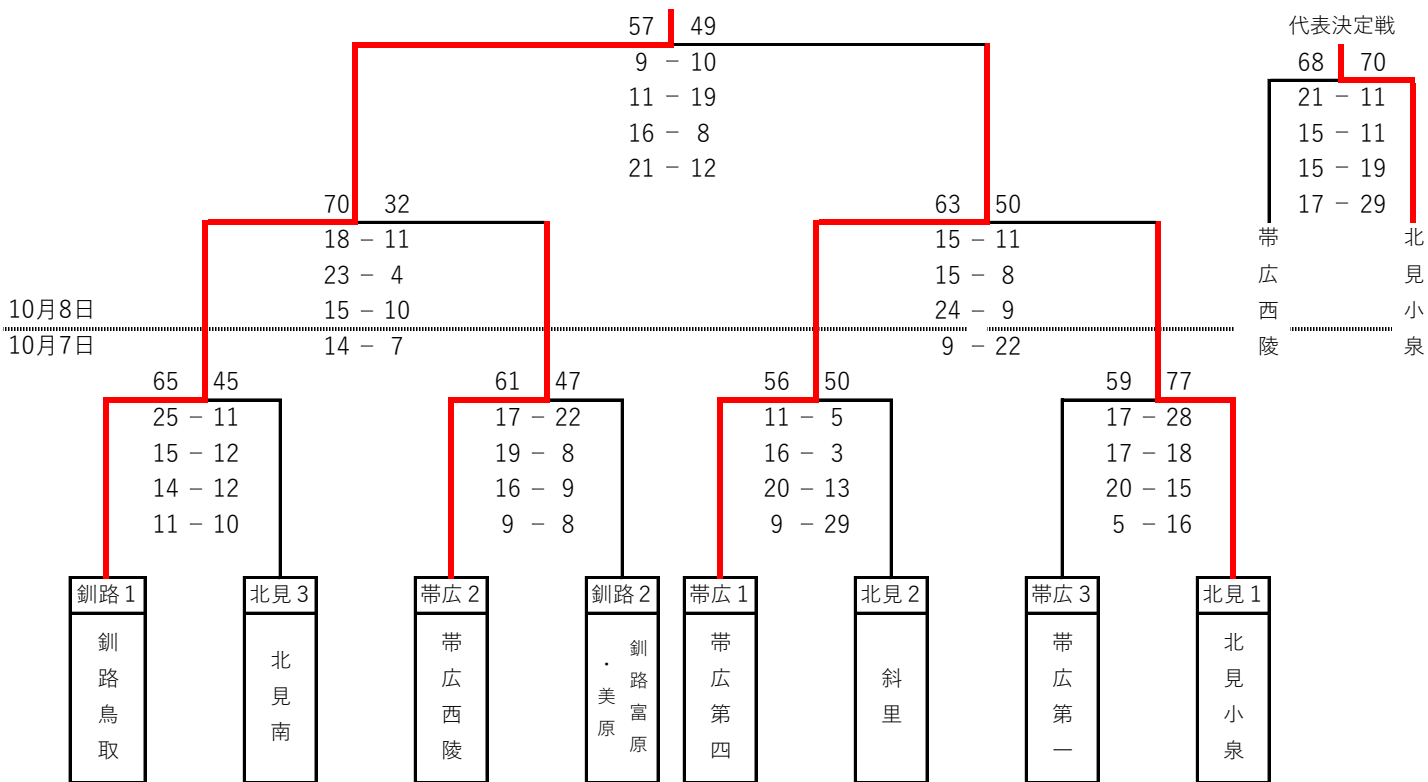 57 49
9 − 10
11 − 19
16 − 8
21 − 12
代表決定戦
68 70
21 − 11
15 − 11
15 − 19
17 − 29
帯広西陵
北見小泉
70 32
18 − 11
23 − 4
15 − 10
14 − 7
63 50
15 − 11
15 − 8
24 − 9
9 − 22
10月8日
10月7日
65 45
25 − 11
15 − 12
14 − 12
11 − 10
61 47
17 − 22
19 − 8
16 − 9
9 − 8
56 50
11 − 5
16 − 3
20 − 13
9 − 29
59 77
17 − 28
17 − 18
20 − 15
5 − 16
釧路1
釧路鳥取
北見3
北見南
帯広2
帯広西陵
釧路2
釧路富原
・美原
帯広1
帯広第四
北見2
斜里
帯広3
帯広第一
北見1
北見小泉